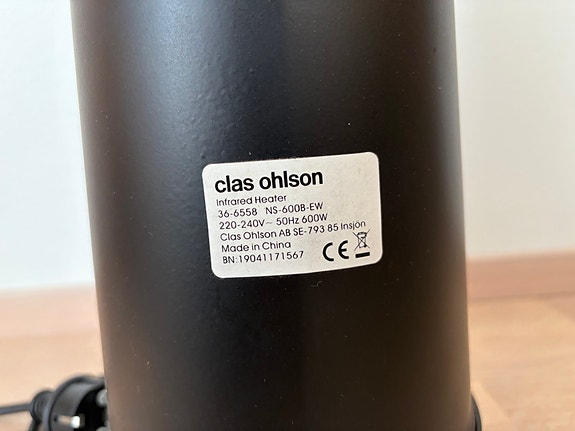 clas ohlson
Infrared Heater
36-6558 NS-600B-EW
220-240V~ 50Hz 600W
Clas Ohlson AB SE-793 85 Insjön
Made in China
BN:19041171567
CE